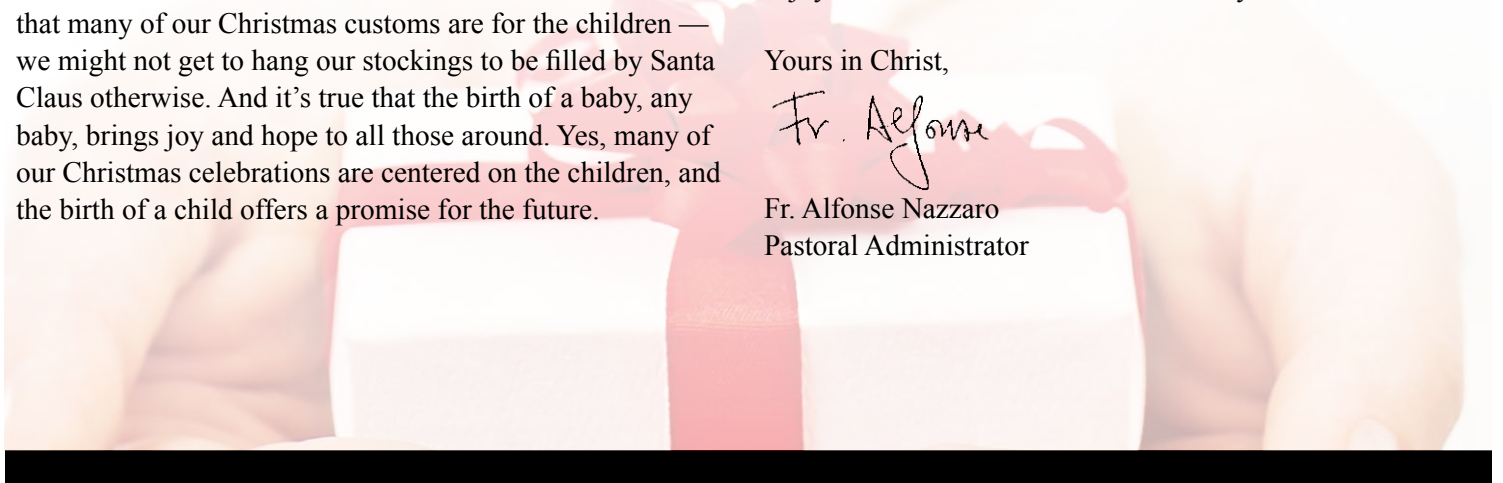 that many of our Christmas customs are for the children —
we might not get to hang our stockings to be filled by Santa
Claus otherwise. And it’s true that the birth of a baby, any
baby, brings joy and hope to all those around. Yes, many of
our Christmas celebrations are centered on the children, and
the birth of a child offers a promise for the future.
Yours in Christ,
Fr. Alfonse
Fr. Alfonse Nazzaro
Pastoral Administrator